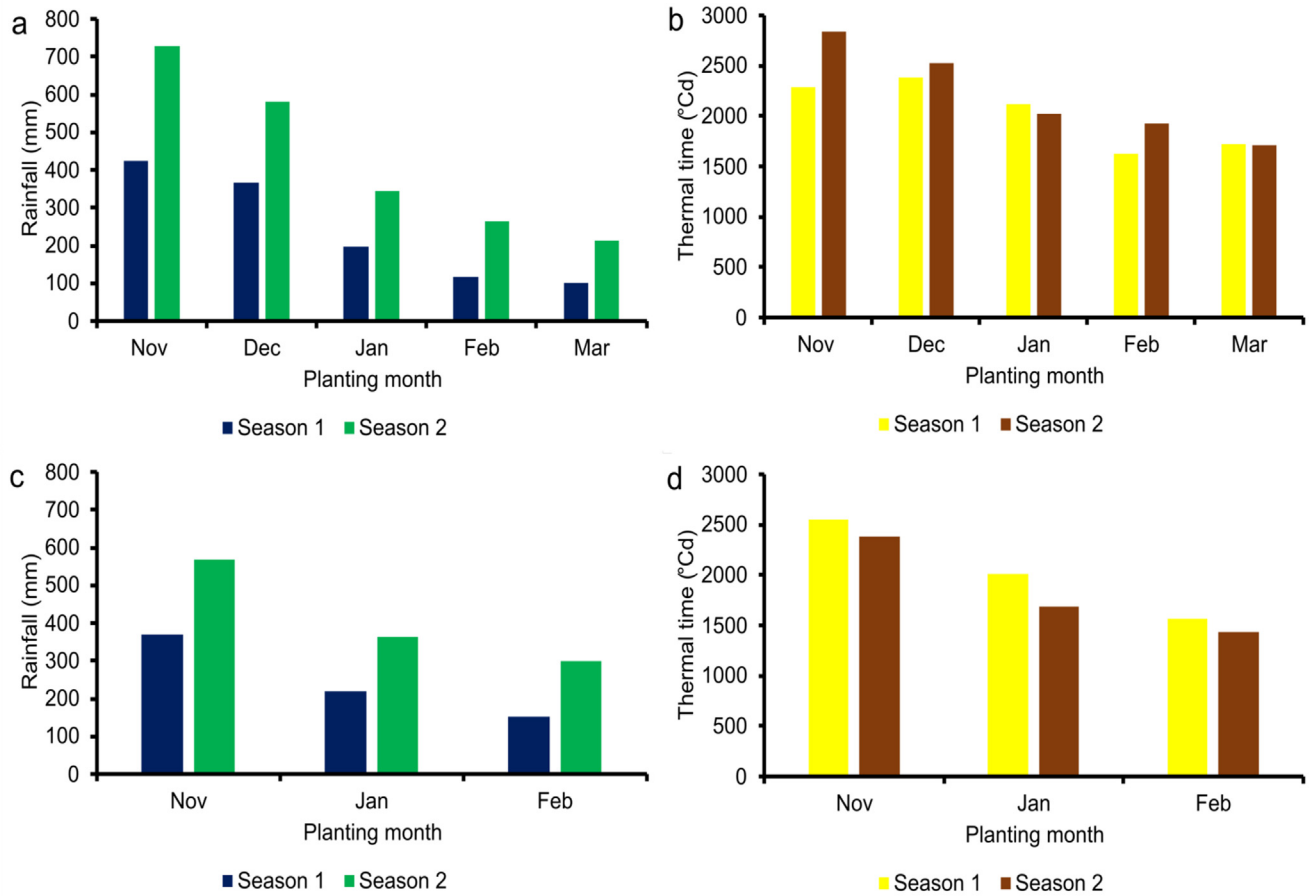 a
800
700
600
500
400
300
200
100
0
Rainfall (mm)
Nov Dec Jan Feb Mar
Planting month
Season 1 Season 2
b
3000
2500
2000
1500
1000
500
0
Thermal time (°Cd)
Nov Dec Jan Feb Mar
Planting month
Season 1 Season 2
c
800
700
600
500
400
300
200
100
0
Rainfall (mm)
Nov Jan Feb
Planting month
Season 1 Season 2
d
3000
2500
2000
1500
1000
500
0
Thermal time (°Cd)
Nov Jan Feb
Planting month
Season 1 Season 2